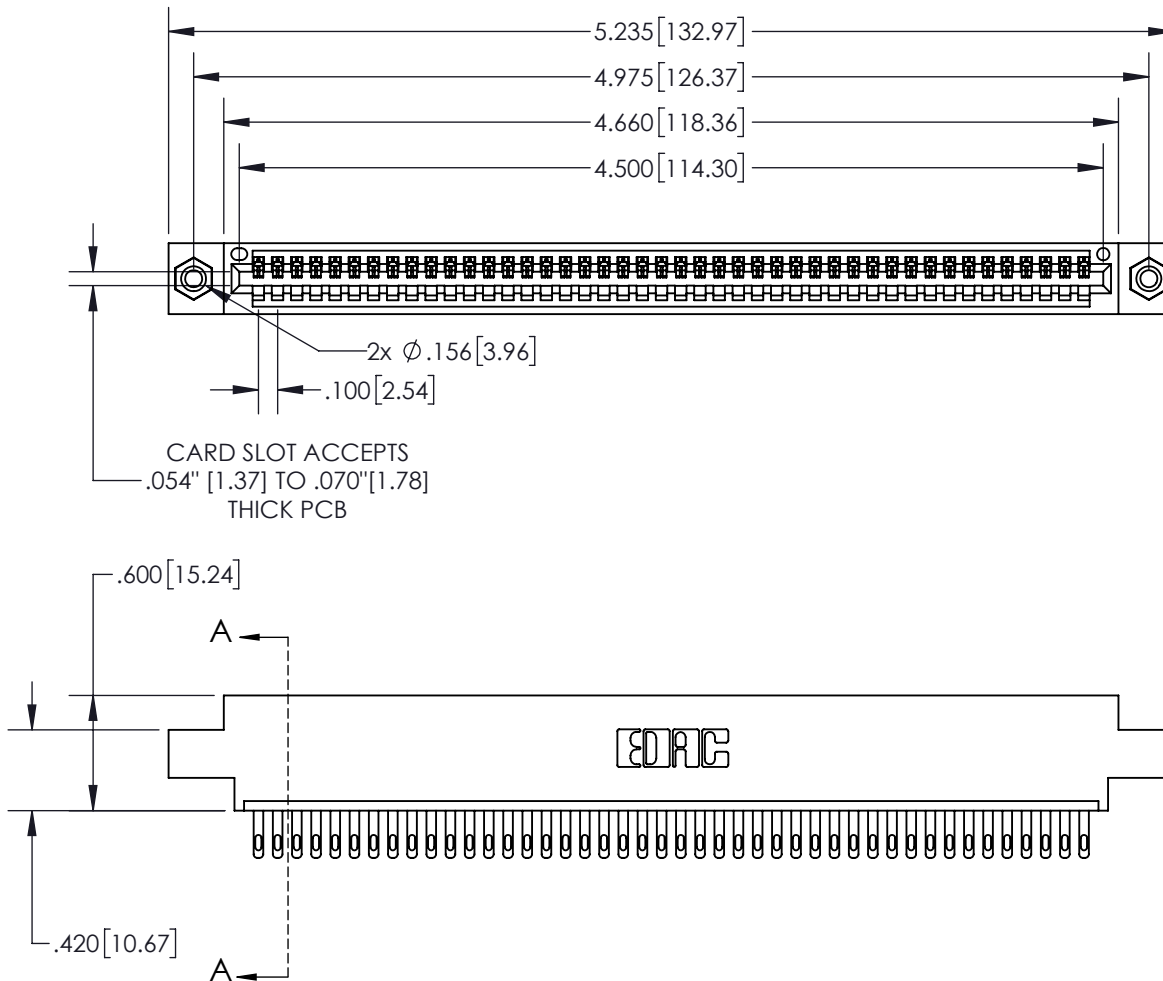 5.235[132.97]
4.975[126.37]
4.660[118.36]
4.500[114.30]
2x Ø.156[3.96]
.100[2.54]
CARD SLOT ACCEPTS
.054" [1.37] TO .070"[1.78]
THICK PCB
.600[15.24]
A
EDAC
.420[10.67]
A